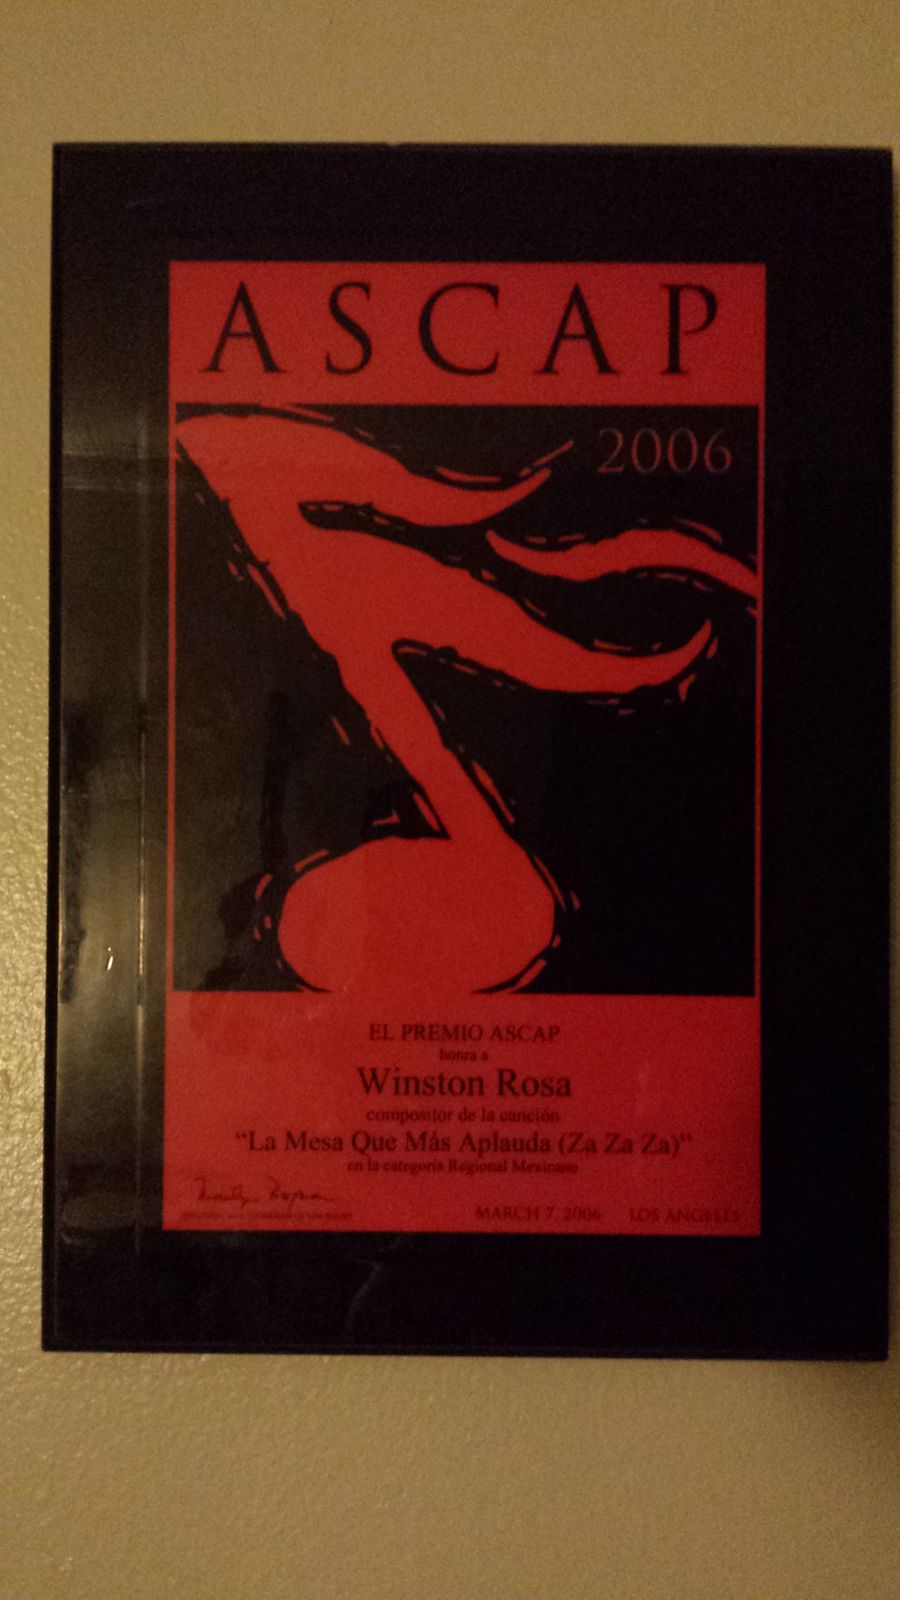 ASCAP
2006
EL PREMIO ASCAP
honra a
Winston Rosa
compositor de la canción
"La Mesa Que Más Aplauda (Za Za Za)"
en la categoría Regional Mexicano
MARCH 7, 2006 LOS ANGELES